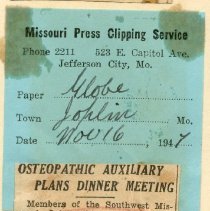 Missouri Press Clipping Service
Phone 2211 523 E. Capitol Ave.
Jefferson City, Mo.
Paper Globe
Town Joplin Mo.
Date Nov 16, 1947
OSTEOPATHIC AUXILIARY
PLANS DINNER MEETING
Members of the Southwest Mis-